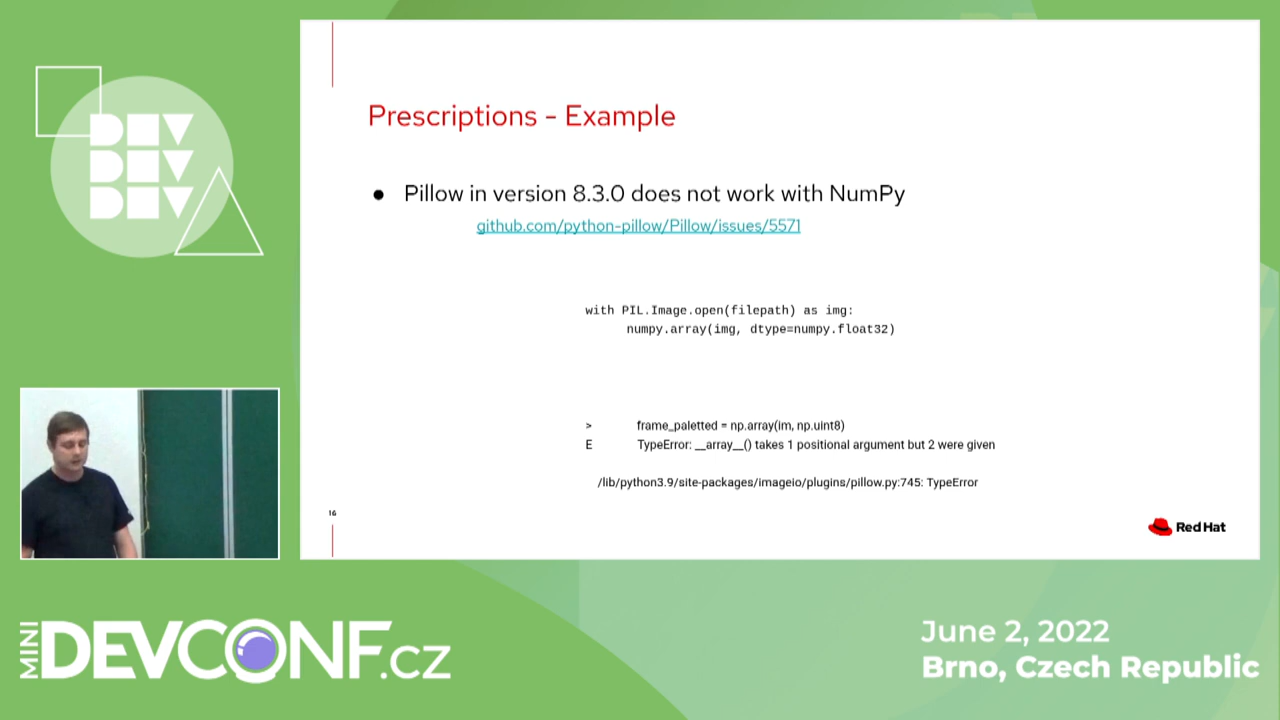 DEV
DEV
DEV
Prescriptions - Example
● Pillow in version 8.3.0 does not work with NumPy
github.com/python-pillow/Pillow/issues/5571
with PIL.Image.open(filepath) as img:
numpy.array(img, dtype=numpy.float32)
> frame_paletted = np.array(im, np.uint8)
E TypeError: __array__() takes 1 positional argument but 2 were given
/lib/python3.9/site-packages/imageio/plugins/pillow.py:745: TypeError
16
Red Hat
MINI DEVCONF.CZ
June 2, 2022
Brno, Czech Republic